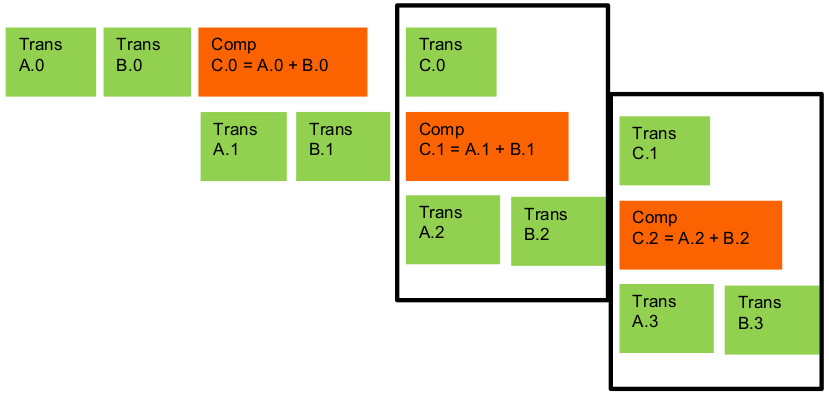 Trans
A.0
Trans
B.0
Comp
C.0 = A.0 + B.0
Trans
C.0
Trans
A.1
Trans
B.1
Comp
C.1 = A.1 + B.1
Trans
C.1
Trans
A.2
Trans
B.2
Comp
C.2 = A.2 + B.2
Trans
A.3
Trans
B.3